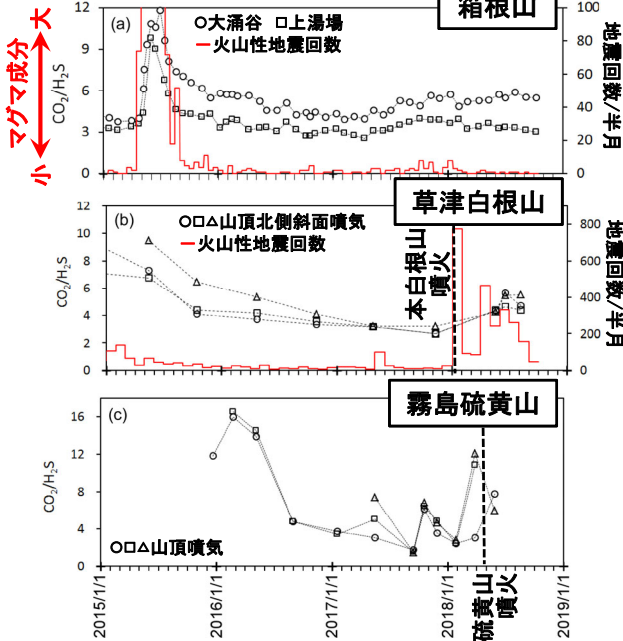 箱根山
(a)
○大涌谷 □上湯場
火山性地震回数
大
マグマ成分
小
CO₂/H₂S
12
9
6
3
0
100
80
60
40
20
0
地震回数/半月
草津白根山
(b)
○□△山頂北側斜面噴気
火山性地震回数
本白根山
噴火
CO₂/H₂S
12
10
8
6
4
2
0
800
600
400
200
0
地震回数/半月
霧島硫黄山
(c)
CO₂/H₂S
16
12
8
4
0
○□△山頂噴気
硫黄山
噴火
2015/1/1
2016/1/1
2017/1/1
2018/1/1
2019/1/1